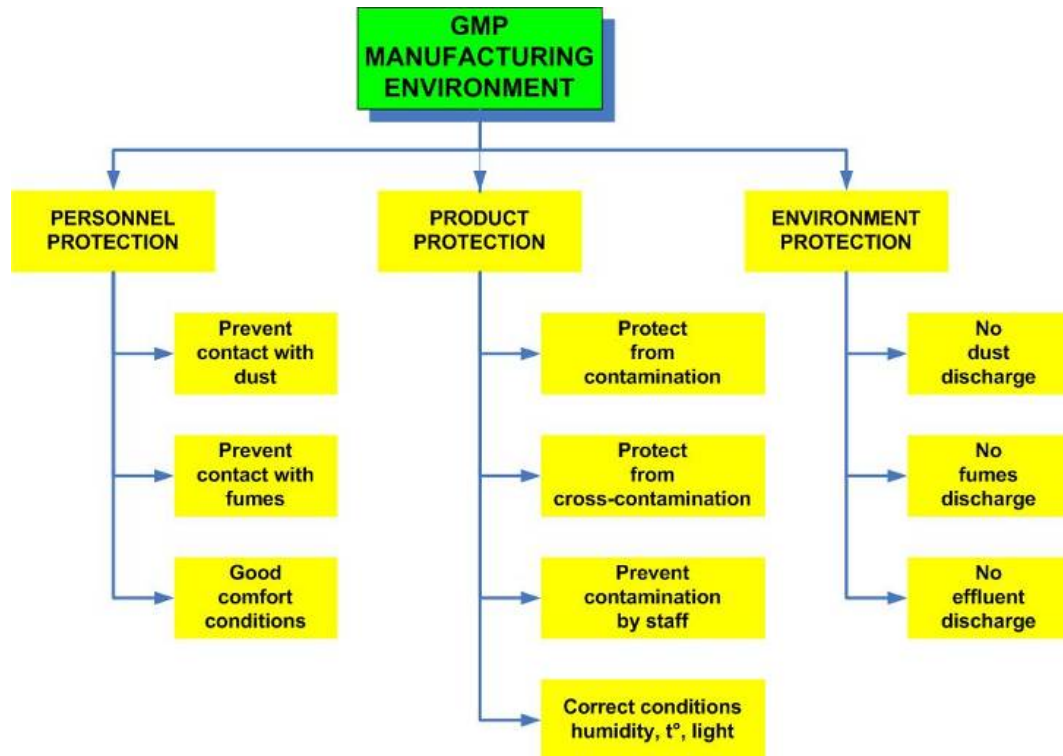 GMP
MANUFACTURING
ENVIRONMENT
PERSONNEL
PROTECTION
PRODUCT
PROTECTION
ENVIRONMENT
PROTECTION
Prevent
contact with
dust
Prevent
contact with
fumes
Good
comfort
conditions
Protect
from
contamination
Protect
from
cross-contamination
Prevent
contamination
by staff
Correct conditions
humidity, t°, light
No
dust
discharge
No
fumes
discharge
No
effluent
discharge